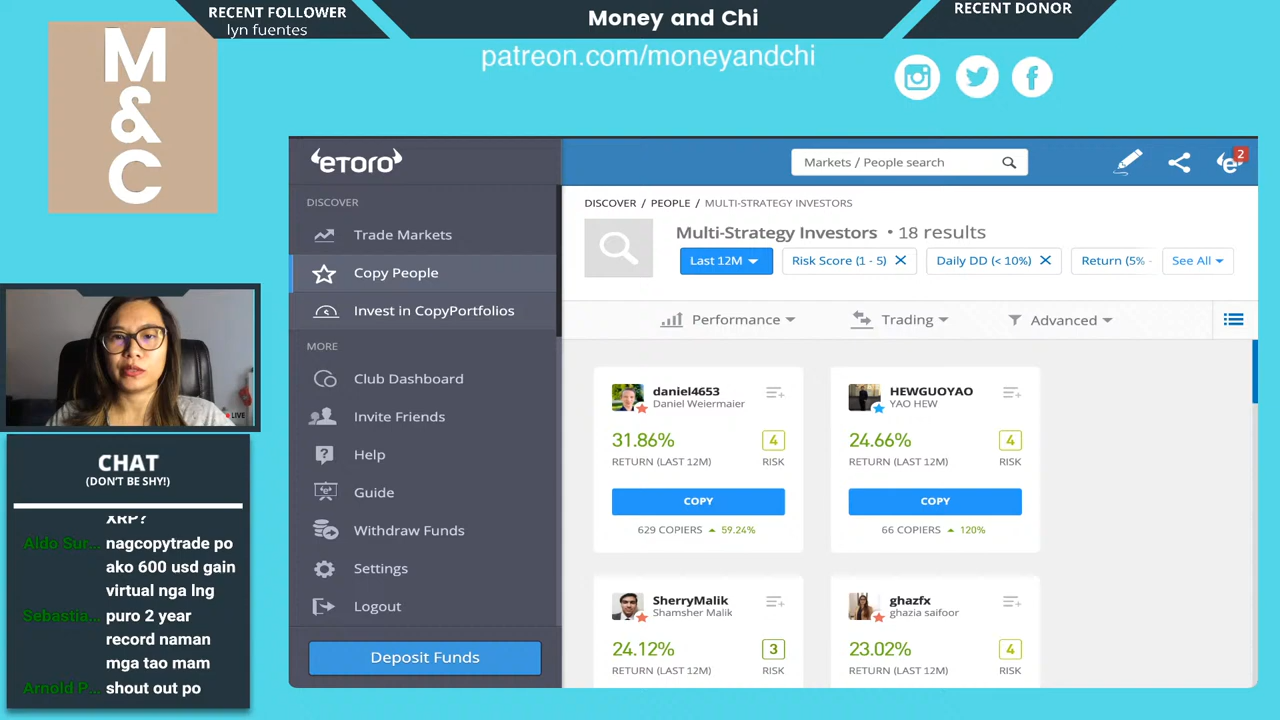 RECENT FOLLOWER
lyn fuentes
Money and Chi
RECENT DONOR
patreon.com/moneyandchi
M
&
C
eTORO
Markets / People search
2
DISCOVER
Trade Markets
Copy People
Invest in CopyPortfolios
MORE
Club Dashboard
Invite Friends
Help
Guide
Withdraw Funds
Settings
Logout
Deposit Funds
DISCOVER / PEOPLE / MULTI-STRATEGY INVESTORS
Multi-Strategy Investors • 18 results
Last 12M
Risk Score (1 - 5)
Daily DD (< 10%)
Return (5% -
See All
Performance
Trading
Advanced
daniel4653
Daniel Weiermaier
31.86%
4
RETURN (LAST 12M)
RISK
COPY
629 COPIERS
59.24%
HEWGUOYAO
YAO HEW
24.66%
4
RETURN (LAST 12M)
RISK
COPY
66 COPIERS
120%
SherryMalik
Shamsher Malik
24.12%
3
RETURN (LAST 12M)
RISK
ghazfx
ghazia saifoor
23.02%
4
RETURN (LAST 12M)
RISK
LIVE
CHAT
(DON'T BE SHY!)
XRP?
Aldo Sur... nagcopytrade po
ako 600 usd gain
virtual nga lng
Sebastia... puro 2 year
record naman
mga tao mam
Arnold P... shout out po